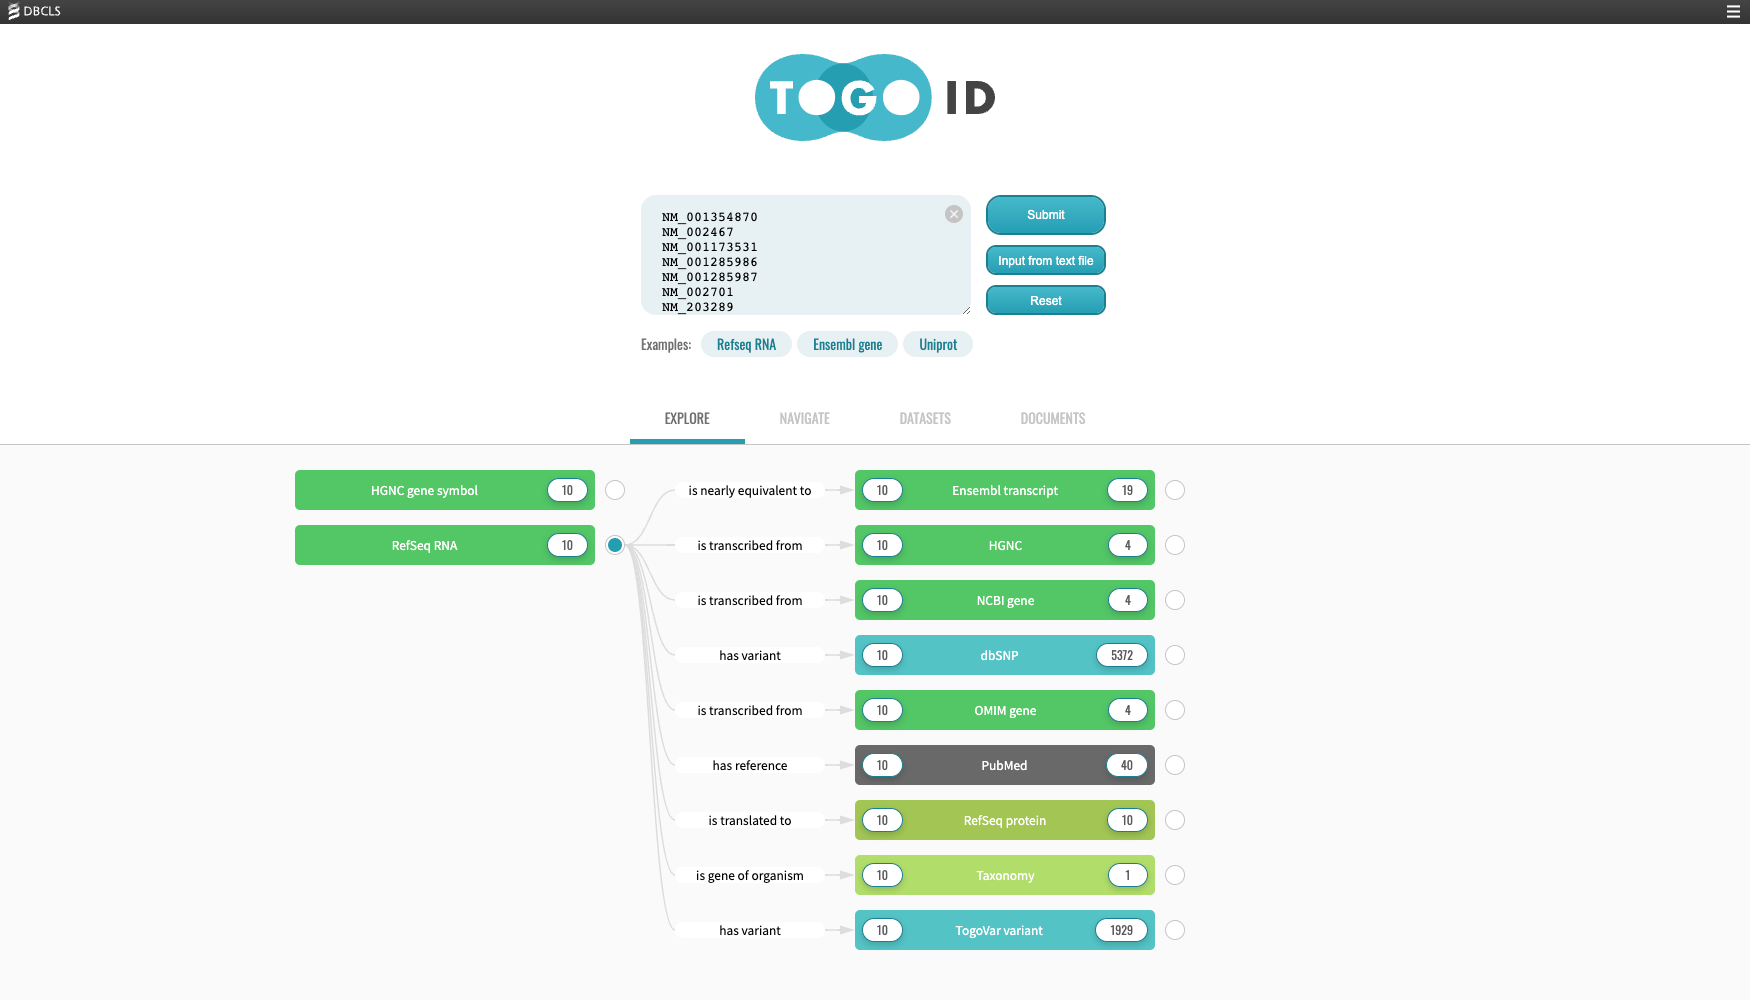 DBCLS
TOGO ID
NM_001354870
NM_002467
NM_001173531
NM_001285986
NM_001285987
NM_002701
NM_203289
Submit
Input from text file
Reset
Examples: Refseq RNA Ensembl gene Uniprot
EXPLORE NAVIGATE DATASETS DOCUMENTS
HGNC gene symbol 10
RefSeq RNA 10
is nearly equivalent to 10 Ensembl transcript 19
is transcribed from 10 HGNC 4
is transcribed from 10 NCBI gene 4
has variant 10 dbSNP 5372
is transcribed from 10 OMIM gene 4
has reference 10 PubMed 40
is translated to 10 RefSeq protein 10
is gene of organism 10 Taxonomy 1
has variant 10 TogoVar variant 1929